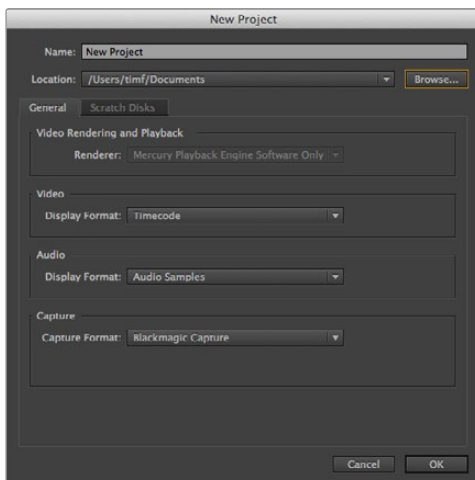 New Project
Name: New Project
Location: /Users/timf/Documents Browse...
General Scratch Disks
Video Rendering and Playback
Renderer: Mercury Playback Engine Software Only
Video
Display Format: Timecode
Audio
Display Format: Audio Samples
Capture
Capture Format: Blackmagic Capture
Cancel OK